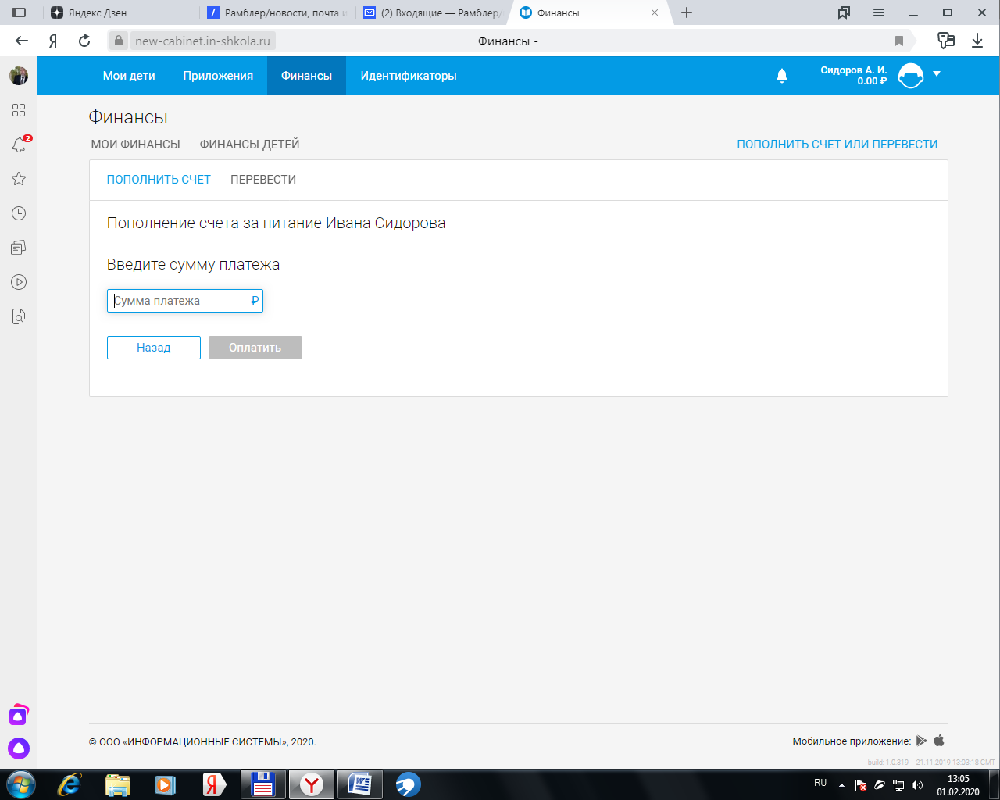 Яндекс Дзен
Рамблер/новости, почта и
(2) Входящие — Рамблер/
Финансы -
Я
new-cabinet.in-shkola.ru
Финансы -
Мои дети
Приложения
Финансы
Идентификаторы
Сидоров А. И.
0.00 ₽
2
Финансы
МОИ ФИНАНСЫ
ФИНАНСЫ ДЕТЕЙ
ПОПОЛНИТЬ СЧЕТ ИЛИ ПЕРЕВЕСТИ
ПОПОЛНИТЬ СЧЕТ
ПЕРЕВЕСТИ
Пополнение счета за питание Ивана Сидорова
Введите сумму платежа
Сумма платежа ₽
Назад
Оплатить
© ООО «ИНФОРМАЦИОННЫЕ СИСТЕМЫ», 2020.
Мобильное приложение:
build: 1.0.319 – 21.11.2019 13:03:18 GMT
RU
13:05
01.02.2020